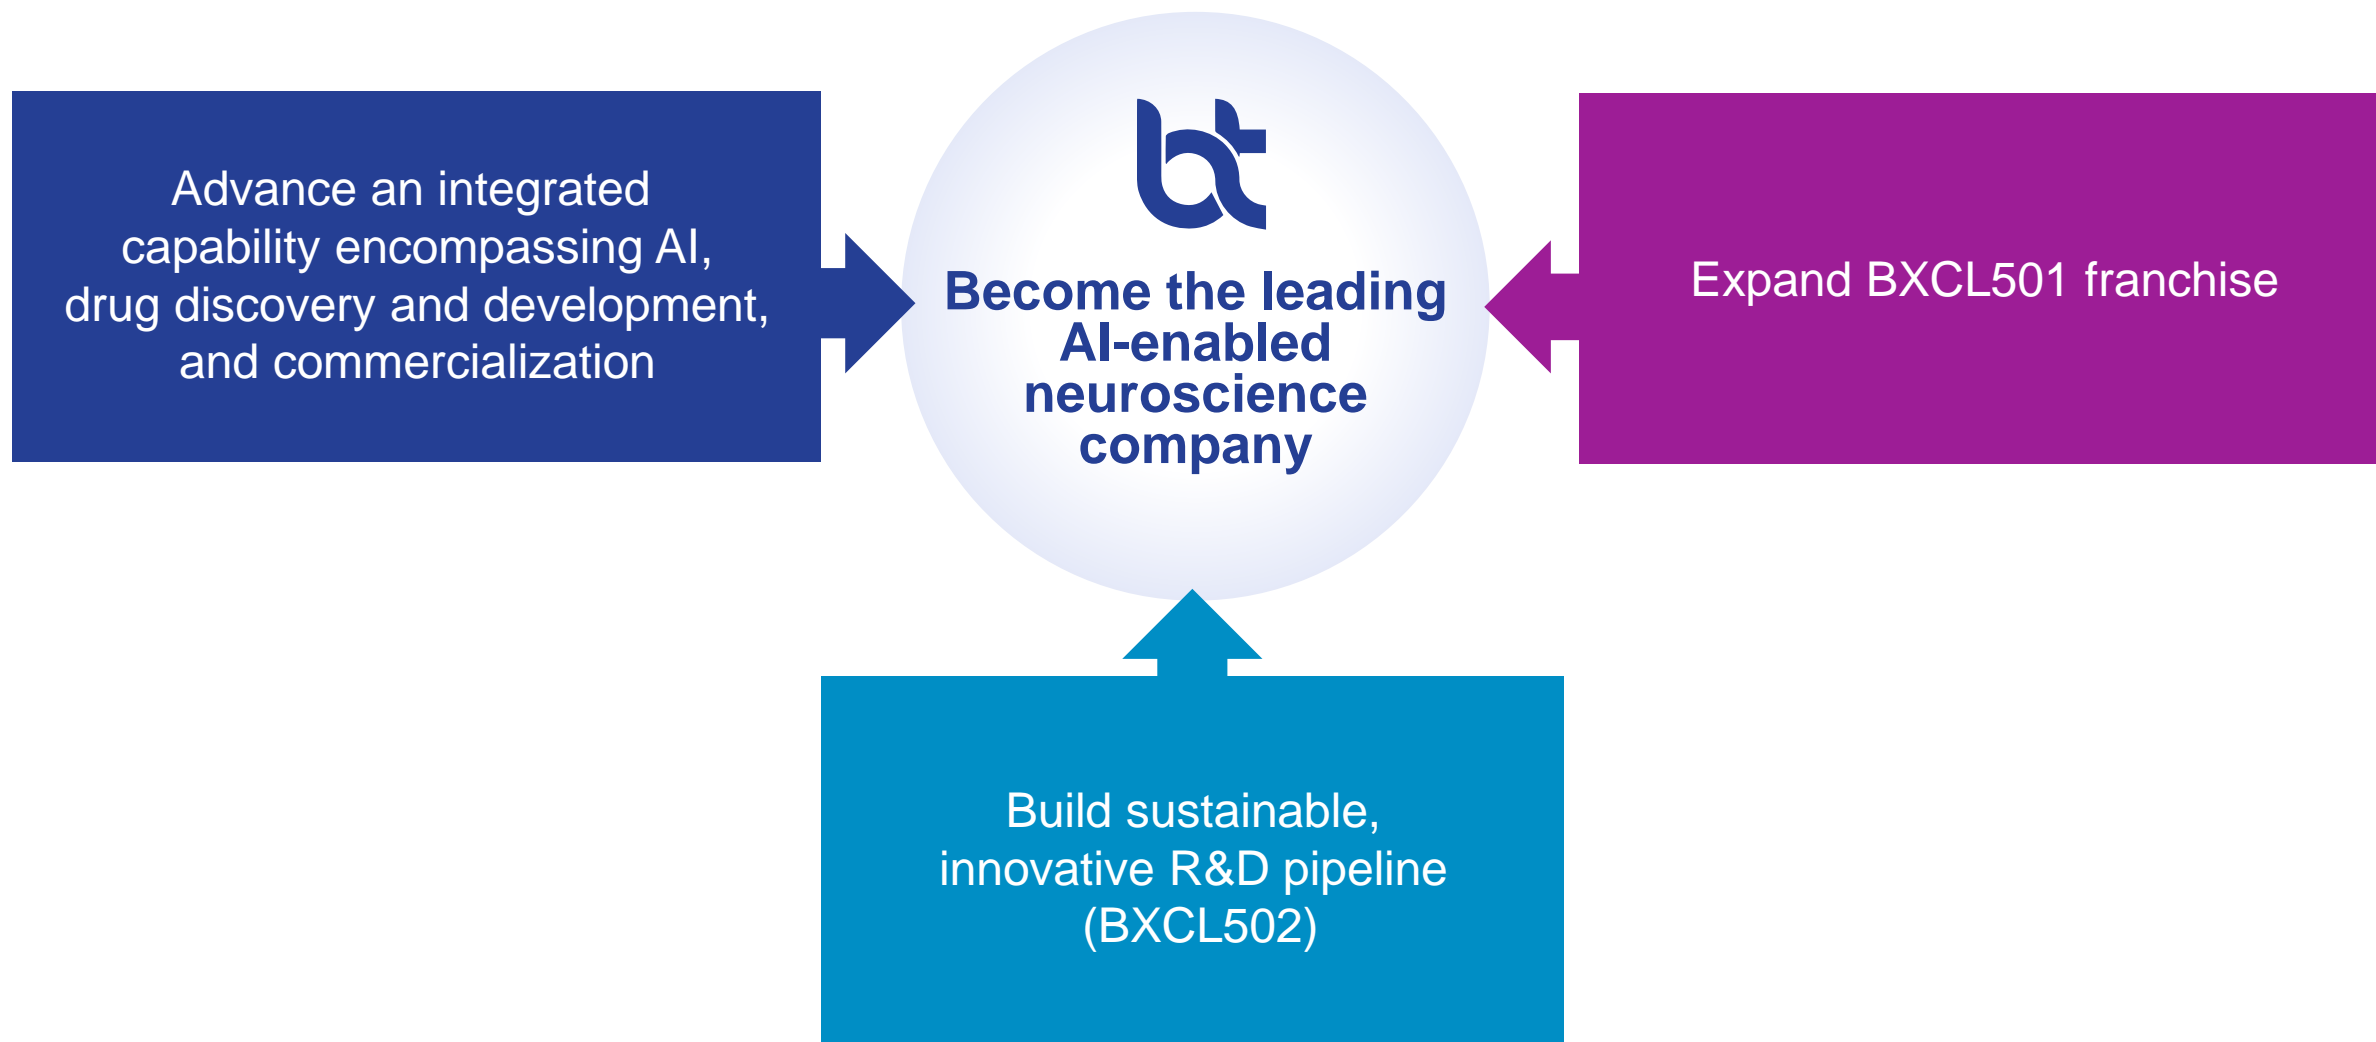 Advance an integrated
capability encompassing AI,
drug discovery and development,
and commercialization
bt
Become the leading
AI-enabled
neuroscience
company
Expand BXCL501 franchise
Build sustainable,
innovative R&D pipeline
(BXCL502)